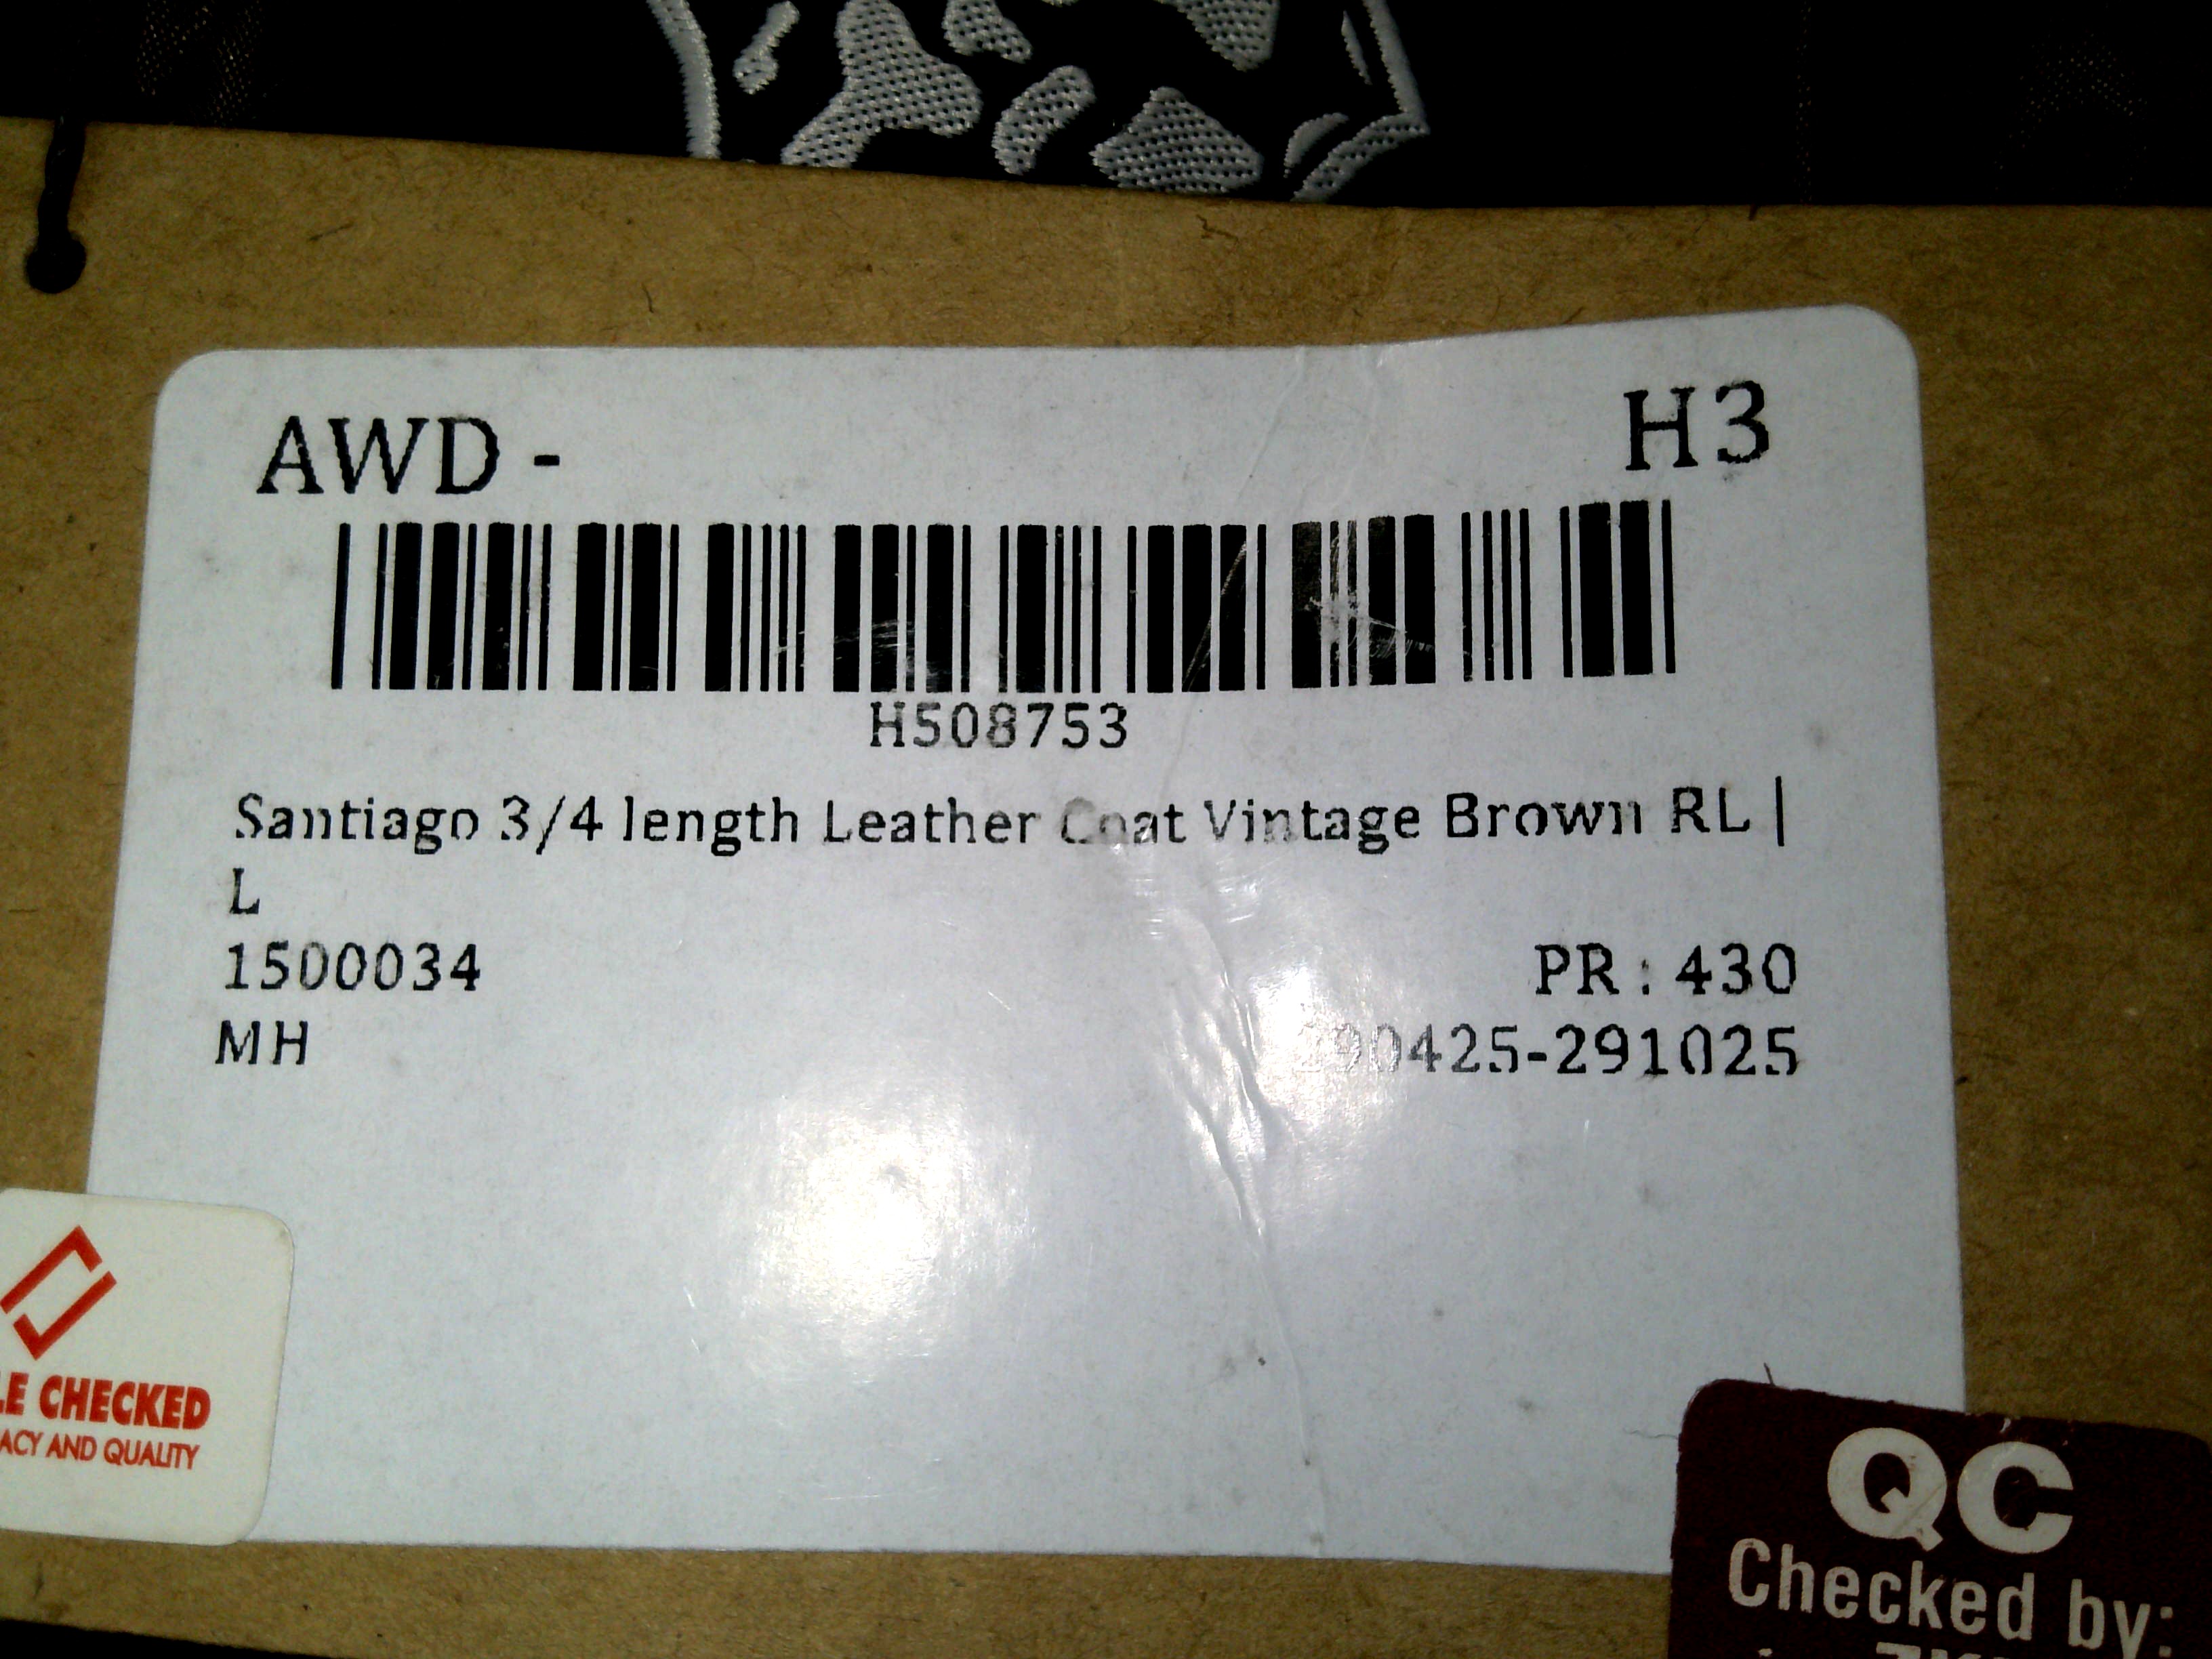 AWD - H3
H508753
Santiago 3/4 length Leather Coat Vintage Brown RL |
L
1500034 PR : 430
MH 290425-291025
LE CHECKED
ACY AND QUALITY
QC
Checked by: